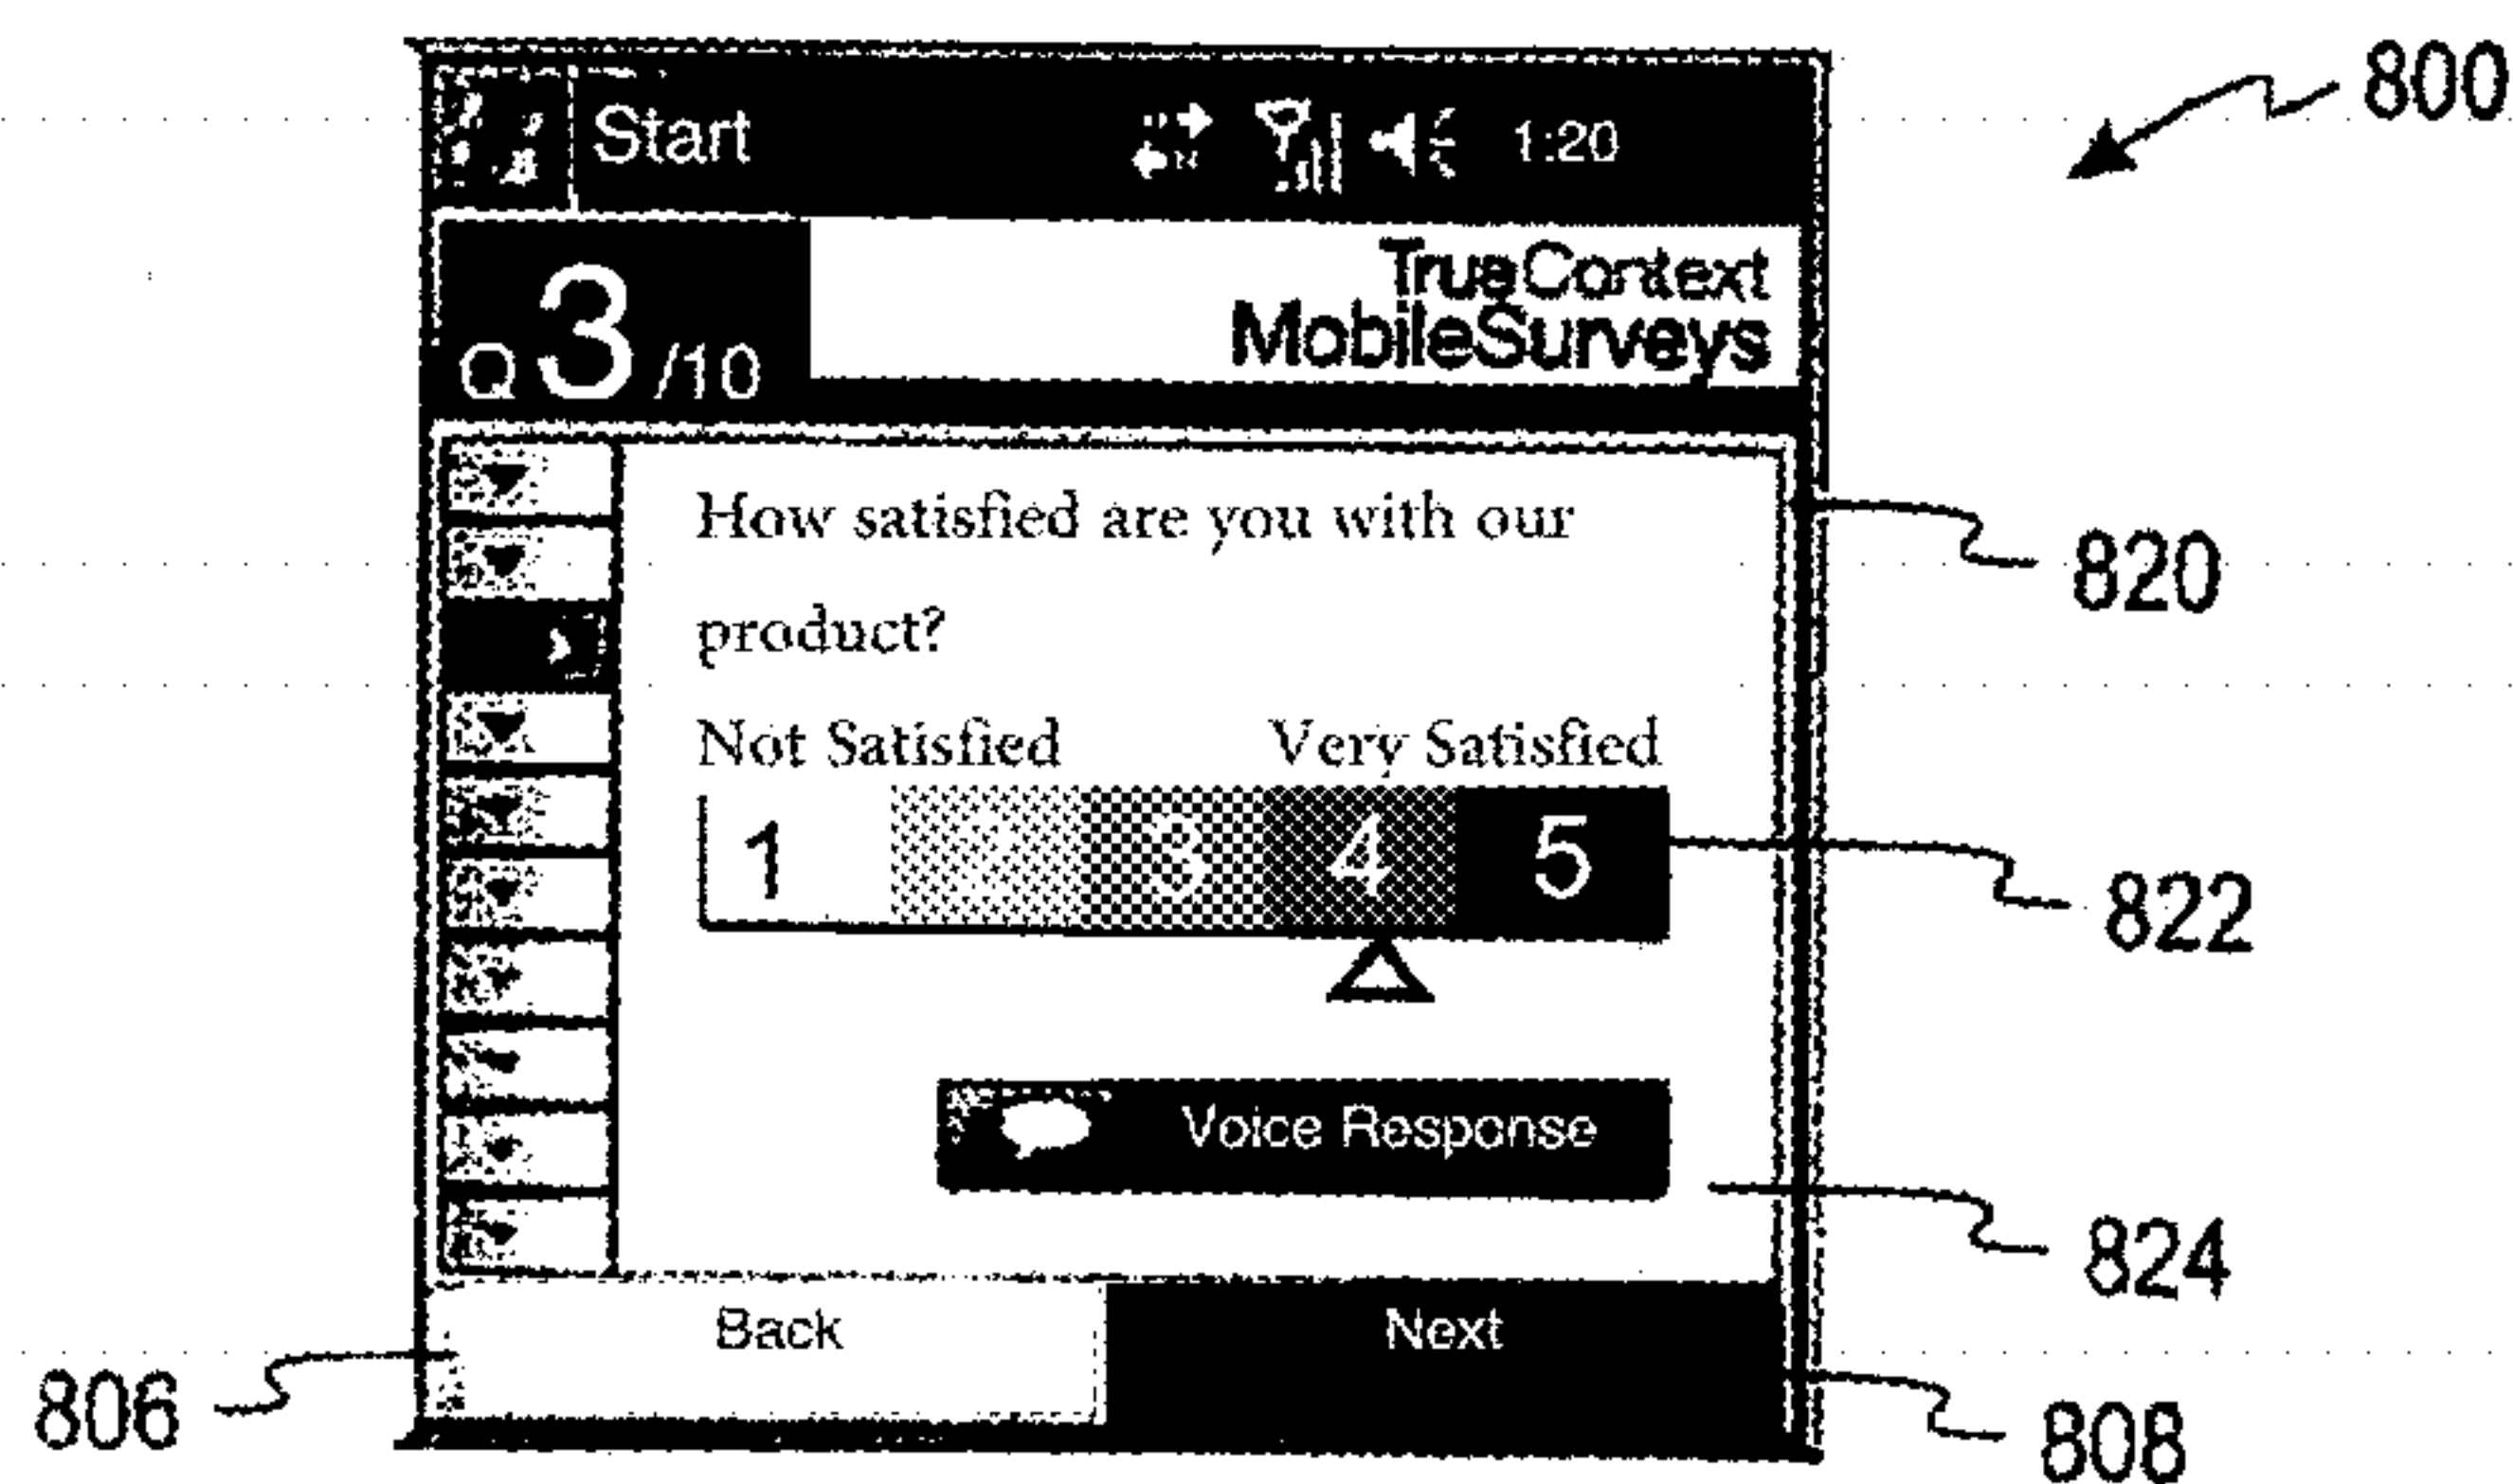 800
Start 1:20
TrueContext
MobileSurveys
Q 3 /10
How satisfied are you with our
product?
820
Not Satisfied Very Satisfied
1 3 4 5
822
Voice Response
824
Back Next
806
808